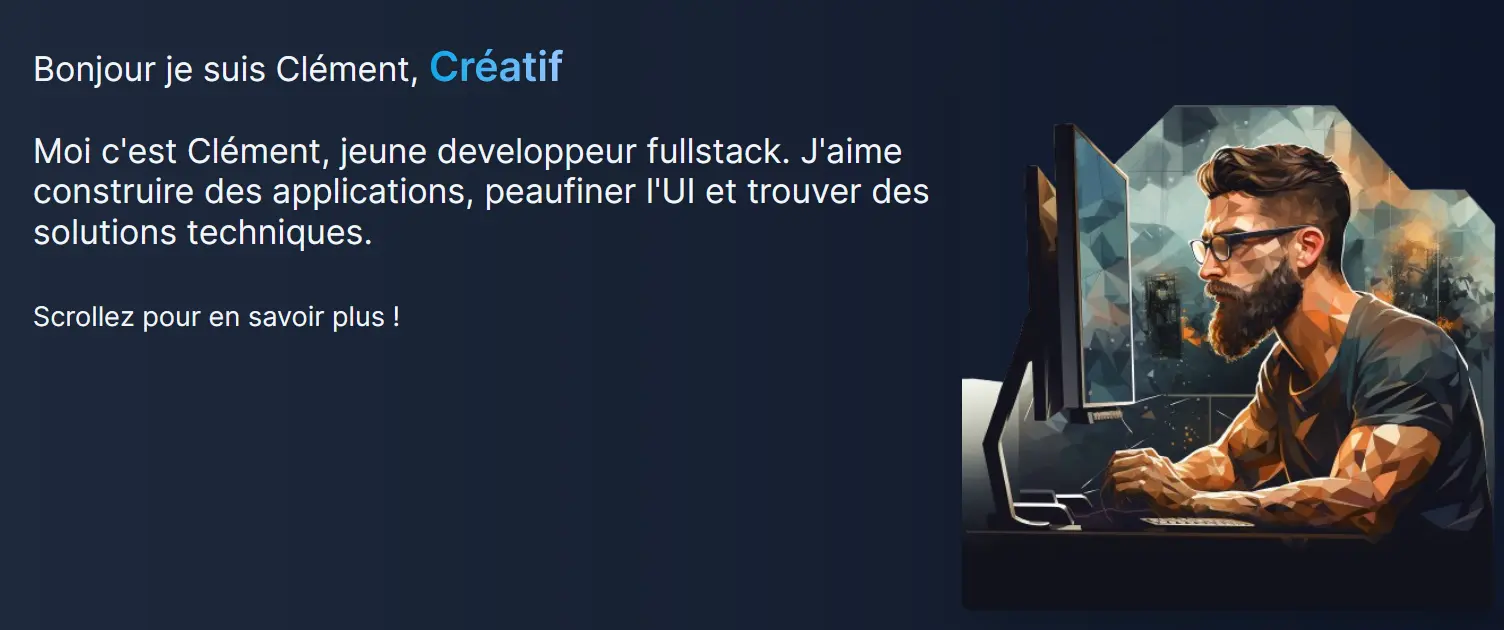 Bonjour je suis Clément, Créatif
Moi c'est Clément, jeune developpeur fullstack. J'aime
construire des applications, peaufiner l'UI et trouver des
solutions techniques.
Scrollez pour en savoir plus !